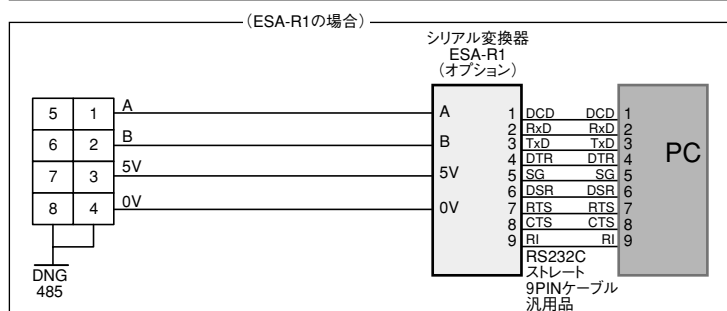 (ESA-R1の場合)
シリアル変換器
ESA-R1
(オプション)
5 1 A
6 2 B
7 3 5V
8 4 0V
DNG
485
A
B
5V
0V
1 DCD DCD 1
2 RxD RxD 2
3 TxD TxD 3
4 DTR DTR 4
5 SG SG 5
6 DSR DSR 6
7 RTS RTS 7
8 CTS CTS 8
9 RI RI 9
PC
RS232C
ストレート
9PINケーブル
汎用品